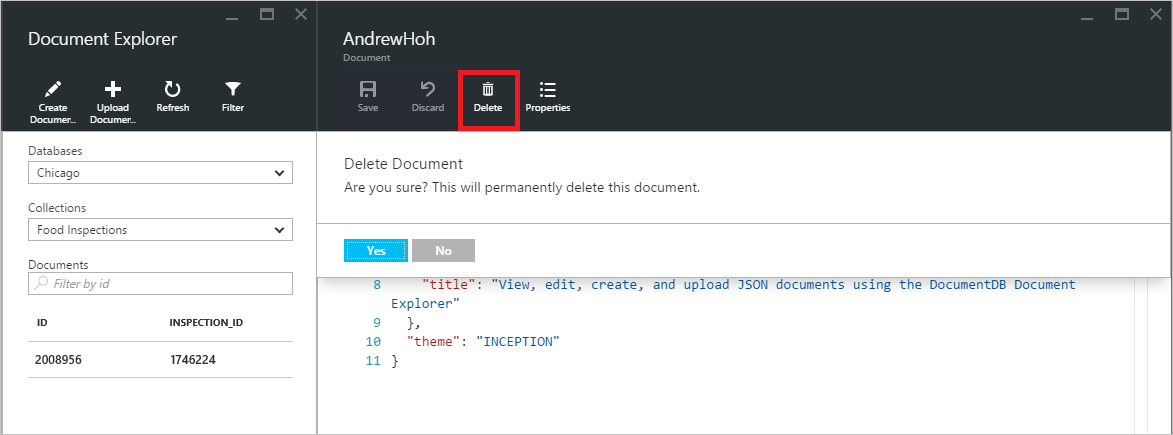 Document Explorer
Create
Documer..
Upload
Documer..
Refresh
Filter
Databases
Chicago
Collections
Food Inspections
Documents
Filter by id
ID INSPECTION_ID
2008956 1746224
AndrewHoh
Document
Save
Discard
Delete
Properties
Delete Document
Are you sure? This will permanently delete this document.
Yes No
8 "title": "View, edit, create, and upload JSON documents using the DocumentDB Document
Explorer"
9 },
10 "theme": "INCEPTION"
11 }